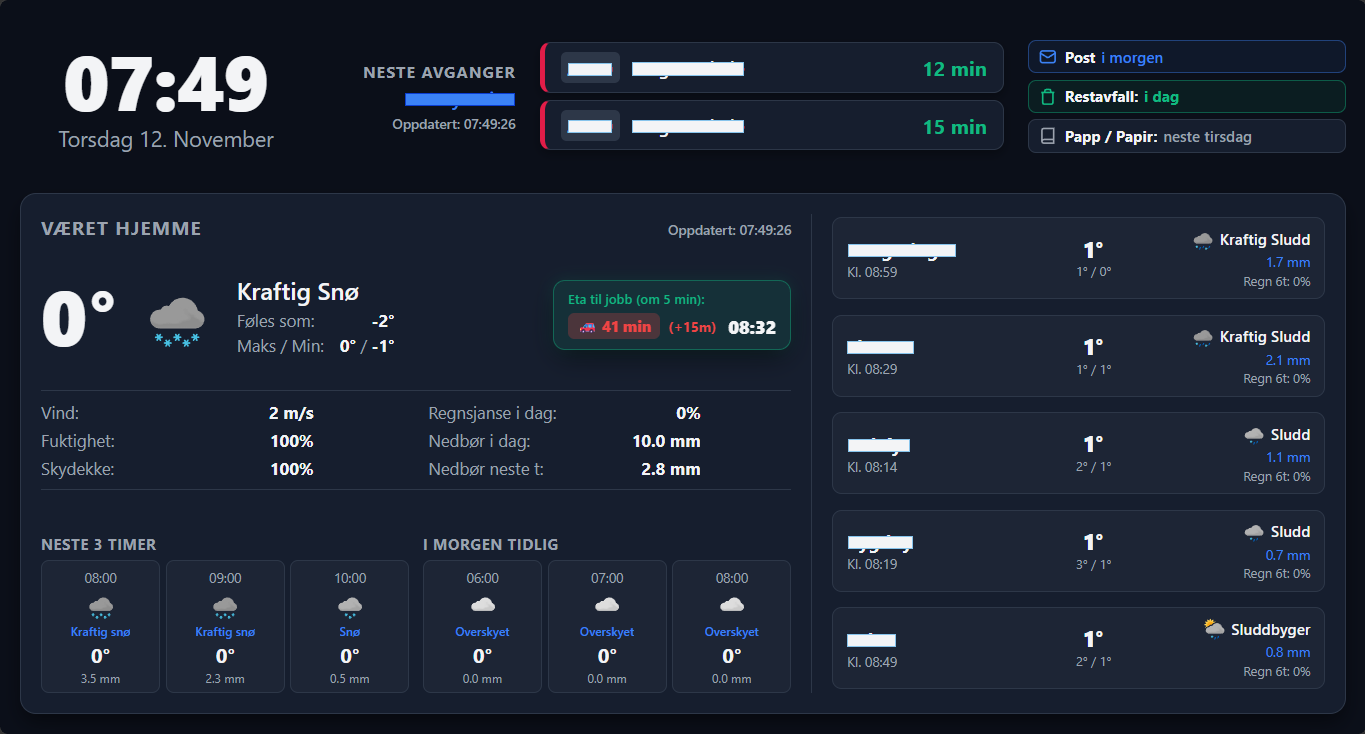 07:49
Torsdag 12. November
NESTE AVGANGER
Oppdatert: 07:49:26
12 min
15 min
Post i morgen
Restavfall: i dag
Papp / Papir: neste tirsdag
VÆRET HJEMME
Oppdatert: 07:49:26
0°
Kraftig Snø
Føles som: -2°
Maks / Min: 0° / -1°
Eta til jobb (om 5 min):
41 min (+15m) 08:32
Vind: 2 m/s
Fuktighet: 100%
Skydekke: 100%
Regnsjanse i dag: 0%
Nedbør i dag: 10.0 mm
Nedbør neste t: 2.8 mm
NESTE 3 TIMER
08:00
Kraftig snø
0°
3.5 mm
09:00
Kraftig snø
0°
2.3 mm
10:00
Snø
0°
0.5 mm
I MORGEN TIDLIG
06:00
Overskyet
0°
0.0 mm
07:00
Overskyet
0°
0.0 mm
08:00
Overskyet
0°
0.0 mm
Kl. 08:59
1°
1° / 0°
Kraftig Sludd
1.7 mm
Regn 6t: 0%
Kl. 08:29
1°
1° / 1°
Kraftig Sludd
2.1 mm
Regn 6t: 0%
Kl. 08:14
1°
2° / 1°
Sludd
1.1 mm
Regn 6t: 0%
Kl. 08:19
1°
3° / 1°
Sludd
0.7 mm
Regn 6t: 0%
Kl. 08:49
1°
2° / 1°
Sluddbyger
0.8 mm
Regn 6t: 0%